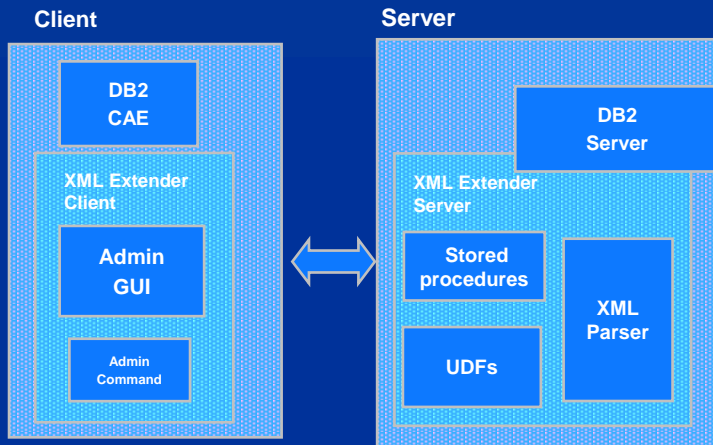 Client
DB2
CAE
XML Extender
Client
Admin
GUI
Admin
Command
Server
DB2
Server
XML Extender
Server
Stored
procedures
XML
Parser
UDFs